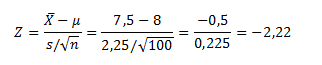 Z = (X̄ − μ) / (s/√n) = (7,5 − 8) / (2,25/√100) = (−0,5) / (0,225) = −2,22